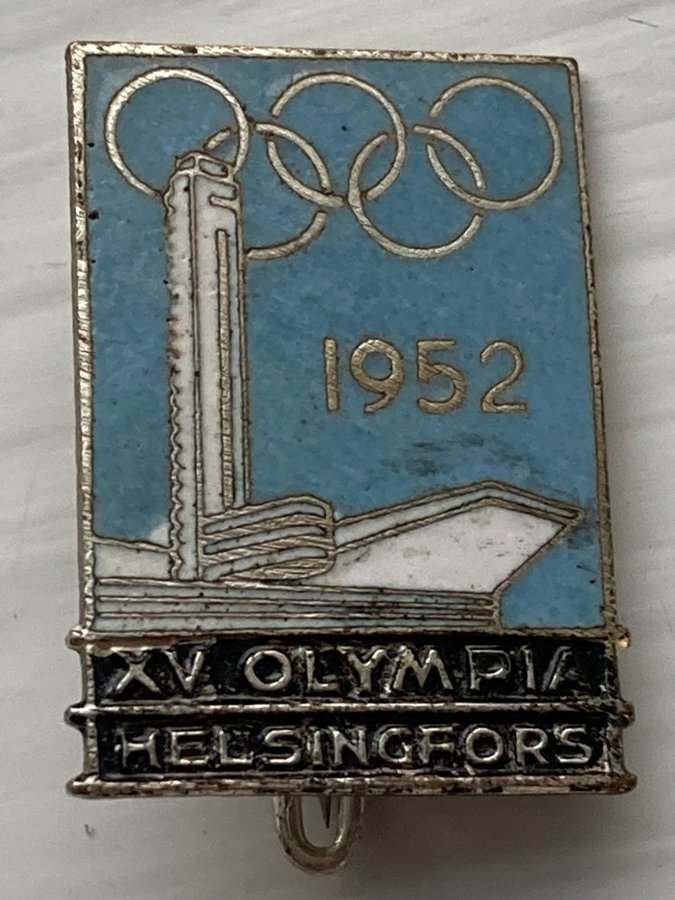 1952
XV OLYMPIA
HELSINGFORS